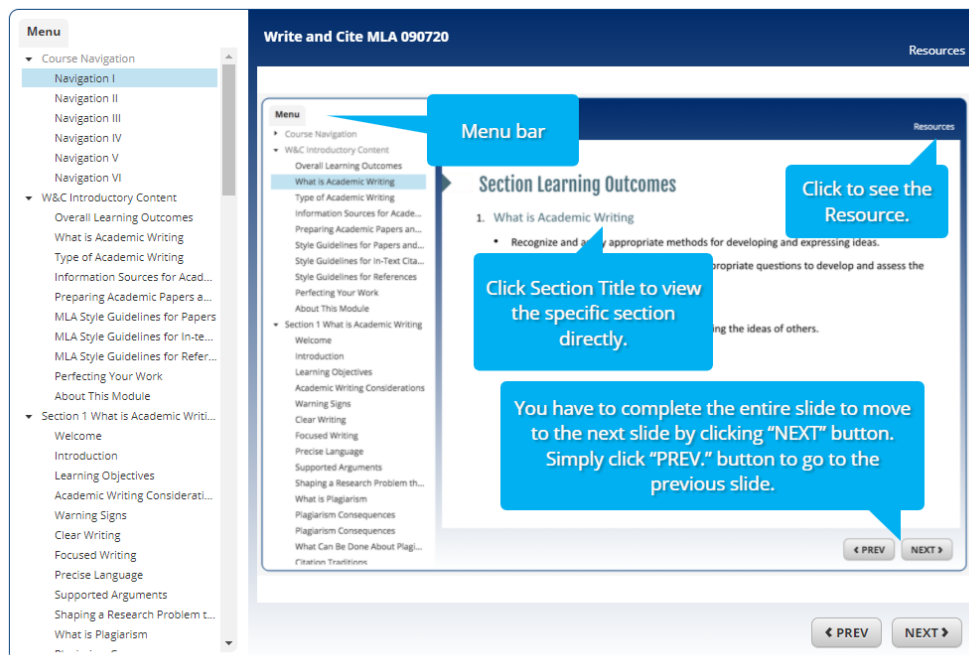 Menu
Course Navigation
Navigation I
Navigation II
Navigation III
Navigation IV
Navigation V
Navigation VI
W&C Introductory Content
Overall Learning Outcomes
What is Academic Writing
Type of Academic Writing
Information Sources for Acad...
Preparing Academic Papers a...
MLA Style Guidelines for Papers
MLA Style Guidelines for In-te...
MLA Style Guidelines for Refer...
Perfecting Your Work
About This Module
Section 1 What is Academic Writi...
Welcome
Introduction
Learning Objectives
Academic Writing Considerati...
Warning Signs
Clear Writing
Focused Writing
Precise Language
Supported Arguments
Shaping a Research Problem t...
What is Plagiarism
Write and Cite MLA 090720
Resources
Menu
Course Navigation
W&C Introductory Content
Overall Learning Outcomes
What is Academic Writing
Type of Academic Writing
Information Sources for Acade...
Preparing Academic Papers an...
Style Guidelines for Papers and...
Style Guidelines for In-Text Cita...
Style Guidelines for References
Perfecting Your Work
About This Module
Section 1 What is Academic Writing
Welcome
Introduction
Learning Objectives
Academic Writing Considerations
Warning Signs
Clear Writing
Focused Writing
Precise Language
Supported Arguments
Shaping a Research Problem th...
What is Plagiarism
Plagiarism Consequences
Plagiarism Consequences
What Can Be Done About Plagi...
Citation Traditions
Menu bar
Resources
Click to see the
Resource.
Section Learning Outcomes
1. What is Academic Writing
• Recognize and appropriate methods for developing and expressing ideas.
questions to develop and assess the
Click Section Title to view
the specific section
directly.
the ideas of others.
You have to complete the entire slide to move
to the next slide by clicking “NEXT” button.
Simply click “PREV.” button to go to the
previous slide.
PREV
NEXT
PREV
NEXT